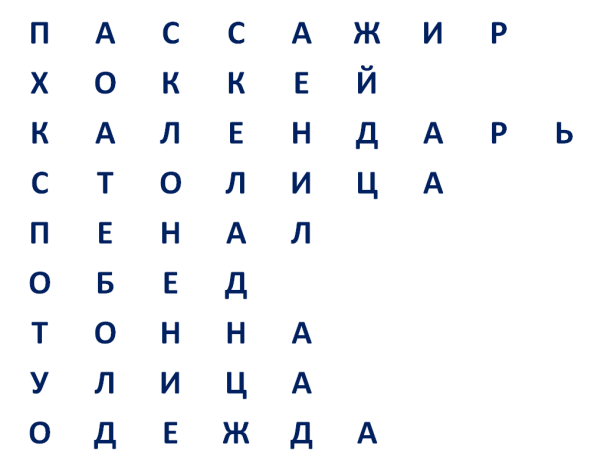 П А С С А Ж И Р
Х О К К Е Й
К А Л Е Н Д А Р Ь
С Т О Л И Ц А
П Е Н А Л
О Б Е Д
Т О Н Н А
У Л И Ц А
О Д Е Ж Д А